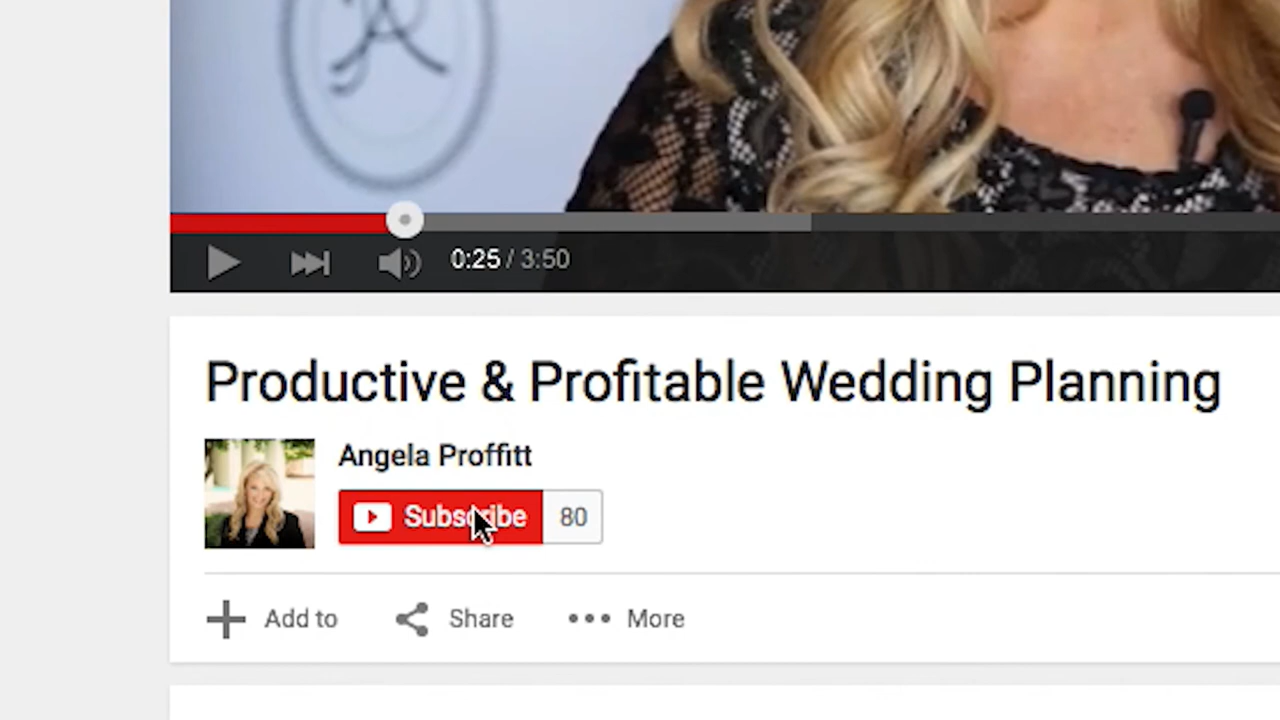 0:25 / 3:50
Productive & Profitable Wedding Planning
Angela Proffitt
Subscribe 80
Add to Share More